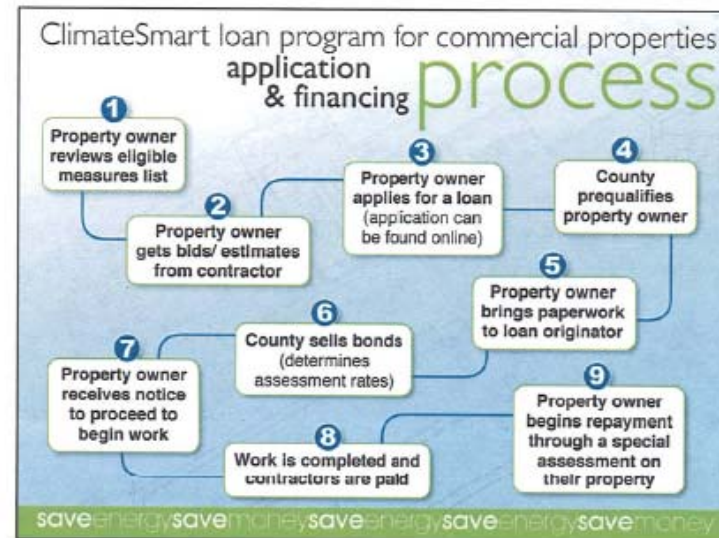 ClimateSmart loan program for commercial properties
application
& financing process
1
Property owner
reviews eligible
measures list
2
Property owner
gets bids/ estimates
from contractor
3
Property owner
applies for a loan
(appication can
be found online)
4
County
prequalifies
property owner
5
Property owner
brings paperwork
to loan originator
6
County sells bonds
(determines
assessment rates)
7
Property owner
receives notice
to proceed to
begin work
8
Work is completed and
contractors are paid
9
Property owner
begins repayment
through a special
assessment on
their property
saveenergysavemoneysaveenergysaveenergysavemoney